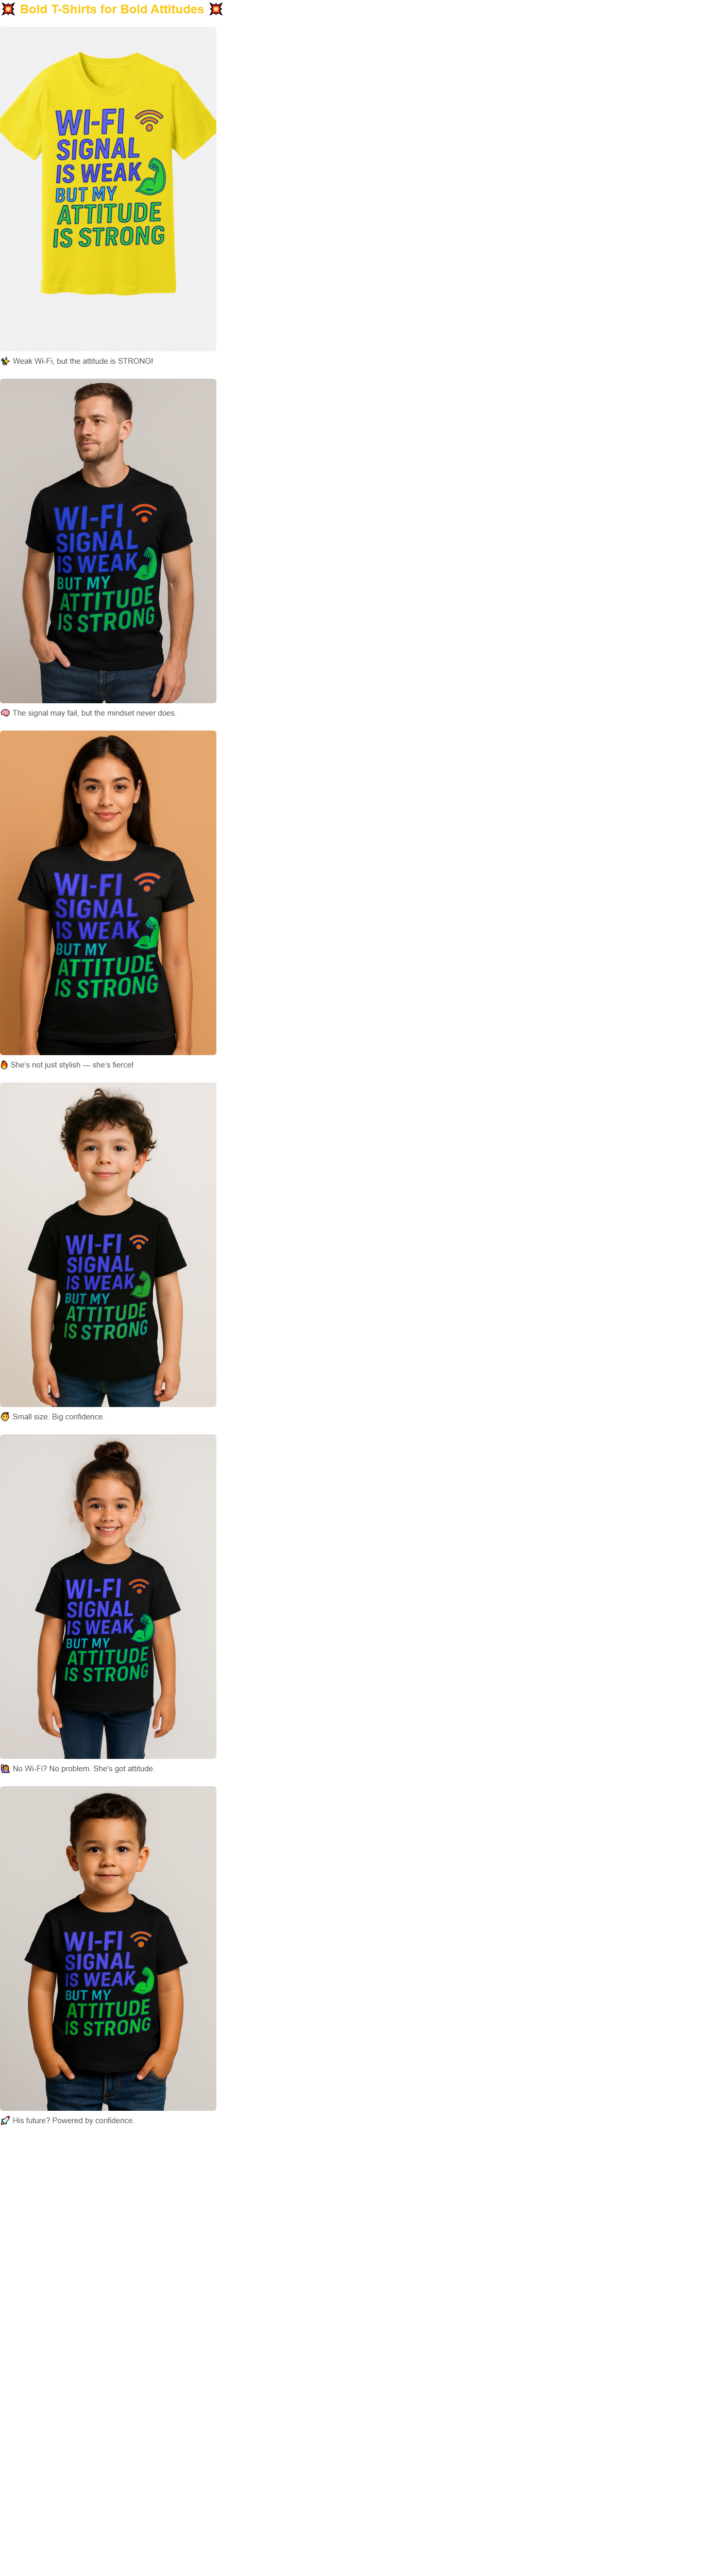 💥 Bold T-Shirts for Bold Attitudes 💥
WI-FI
SIGNAL
IS WEAK
BUT MY
ATTITUDE
IS STRONG
Weak Wi-Fi, but the attitude is STRONG!
WI-FI
SIGNAL
IS WEAK
BUT MY
ATTITUDE
IS STRONG
🧠 The signal may fail, but the mindset never does.
WI-FI
SIGNAL
IS WEAK
BUT MY
ATTITUDE
IS STRONG
🔥 She's not just stylish — she's fierce!
WI-FI
SIGNAL
IS WEAK
BUT MY
ATTITUDE
IS STRONG
Small size. Big confidence.
WI-FI
SIGNAL
IS WEAK
BUT MY
ATTITUDE
IS STRONG
No Wi-Fi? No problem. She's got attitude.
WI-FI
SIGNAL
IS WEAK
BUT MY
ATTITUDE
IS STRONG
🚀 His future? Powered by confidence.